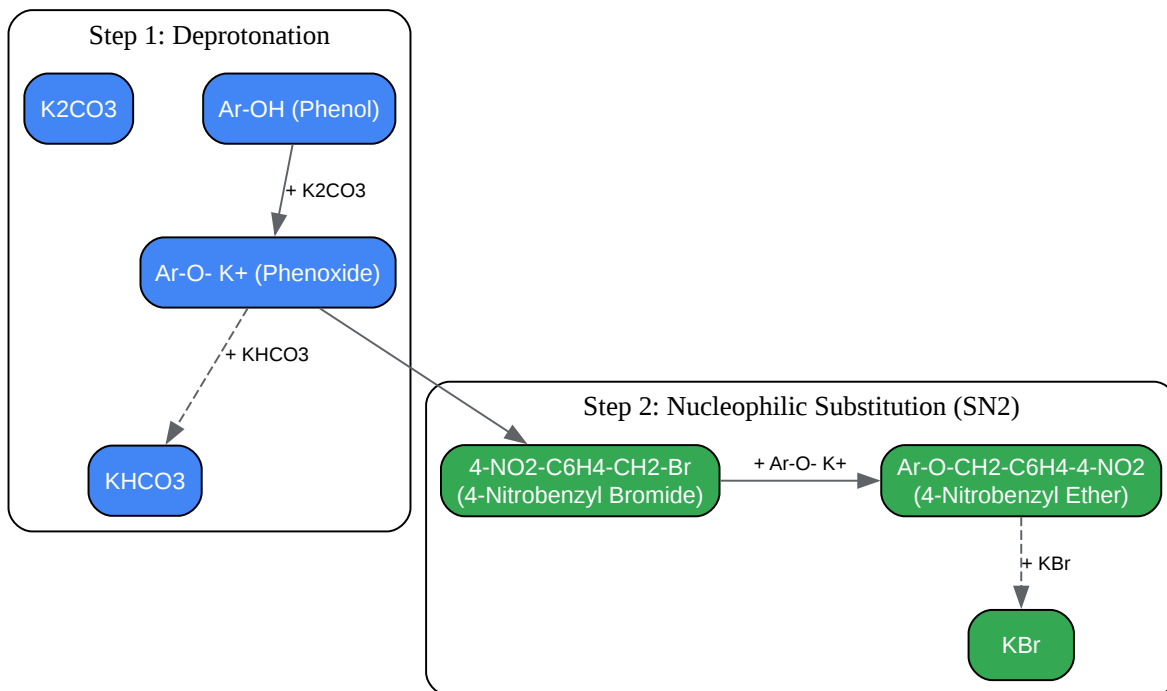 Step 1: Deprotonation
K2CO3
Ar-OH (Phenol)
+ K2CO3
Ar-O- K+ (Phenoxide)
+ KHCO3
KHCO3
Step 2: Nucleophilic Substitution (SN2)
4-NO2-C6H4-CH2-Br
(4-Nitrobenzyl Bromide)
+ Ar-O- K+
Ar-O-CH2-C6H4-4-NO2
(4-Nitrobenzyl Ether)
+ KBr
KBr